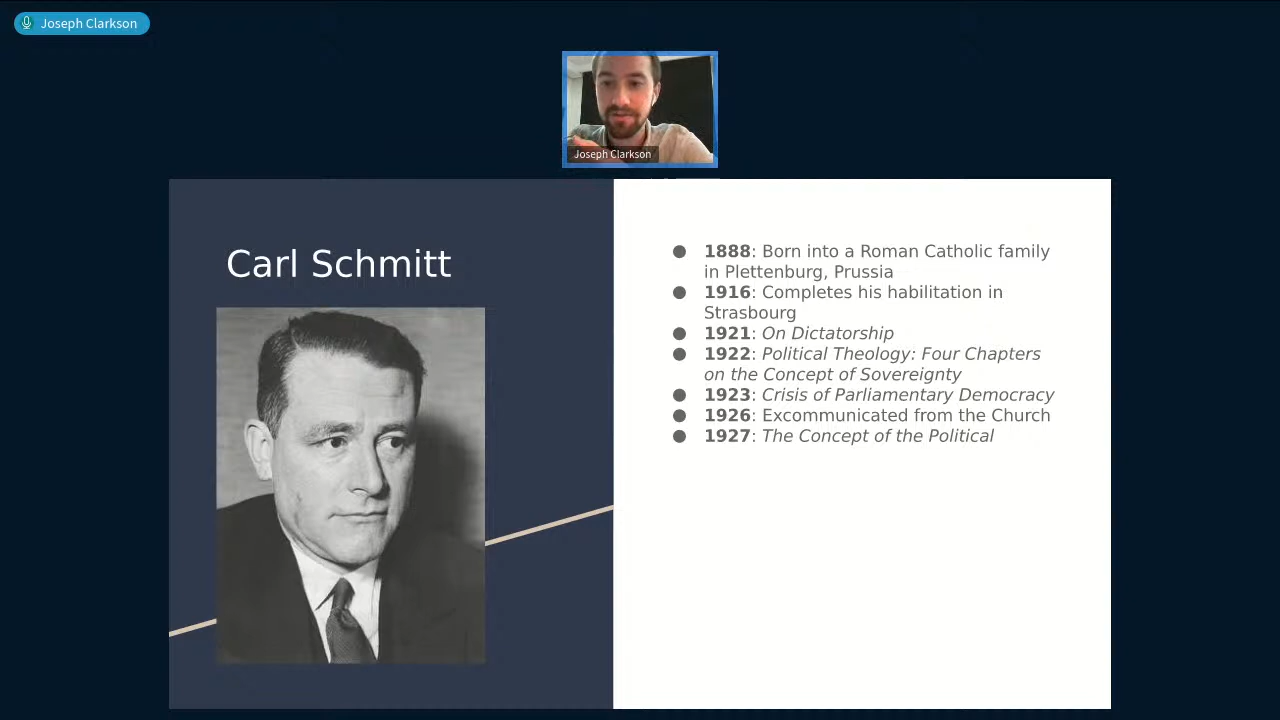 Joseph Clarkson
Joseph Clarkson
Carl Schmitt
● 1888: Born into a Roman Catholic family
in Plettenburg, Prussia
● 1916: Completes his habilitation in
Strasbourg
● 1921: On Dictatorship
● 1922: Political Theology: Four Chapters
on the Concept of Sovereignty
● 1923: Crisis of Parliamentary Democracy
● 1926: Excommunicated from the Church
● 1927: The Concept of the Political